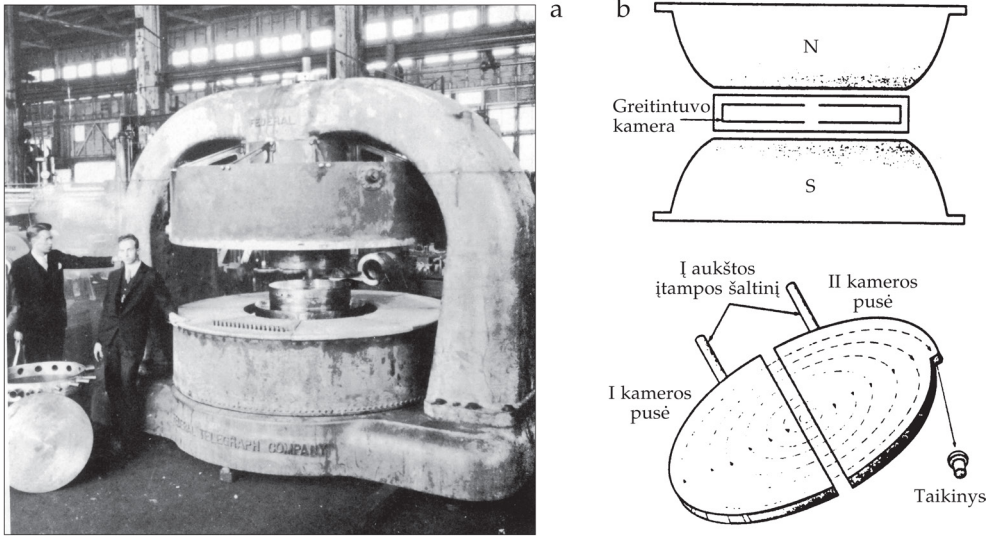 a
FEDERAL
TELEGRAPH COMPANY
b
N
Greitintuvo
kamera
S
Į aukštos
įtampos šaltinį
II kameros
pusė
I kameros
pusė
Taikinys